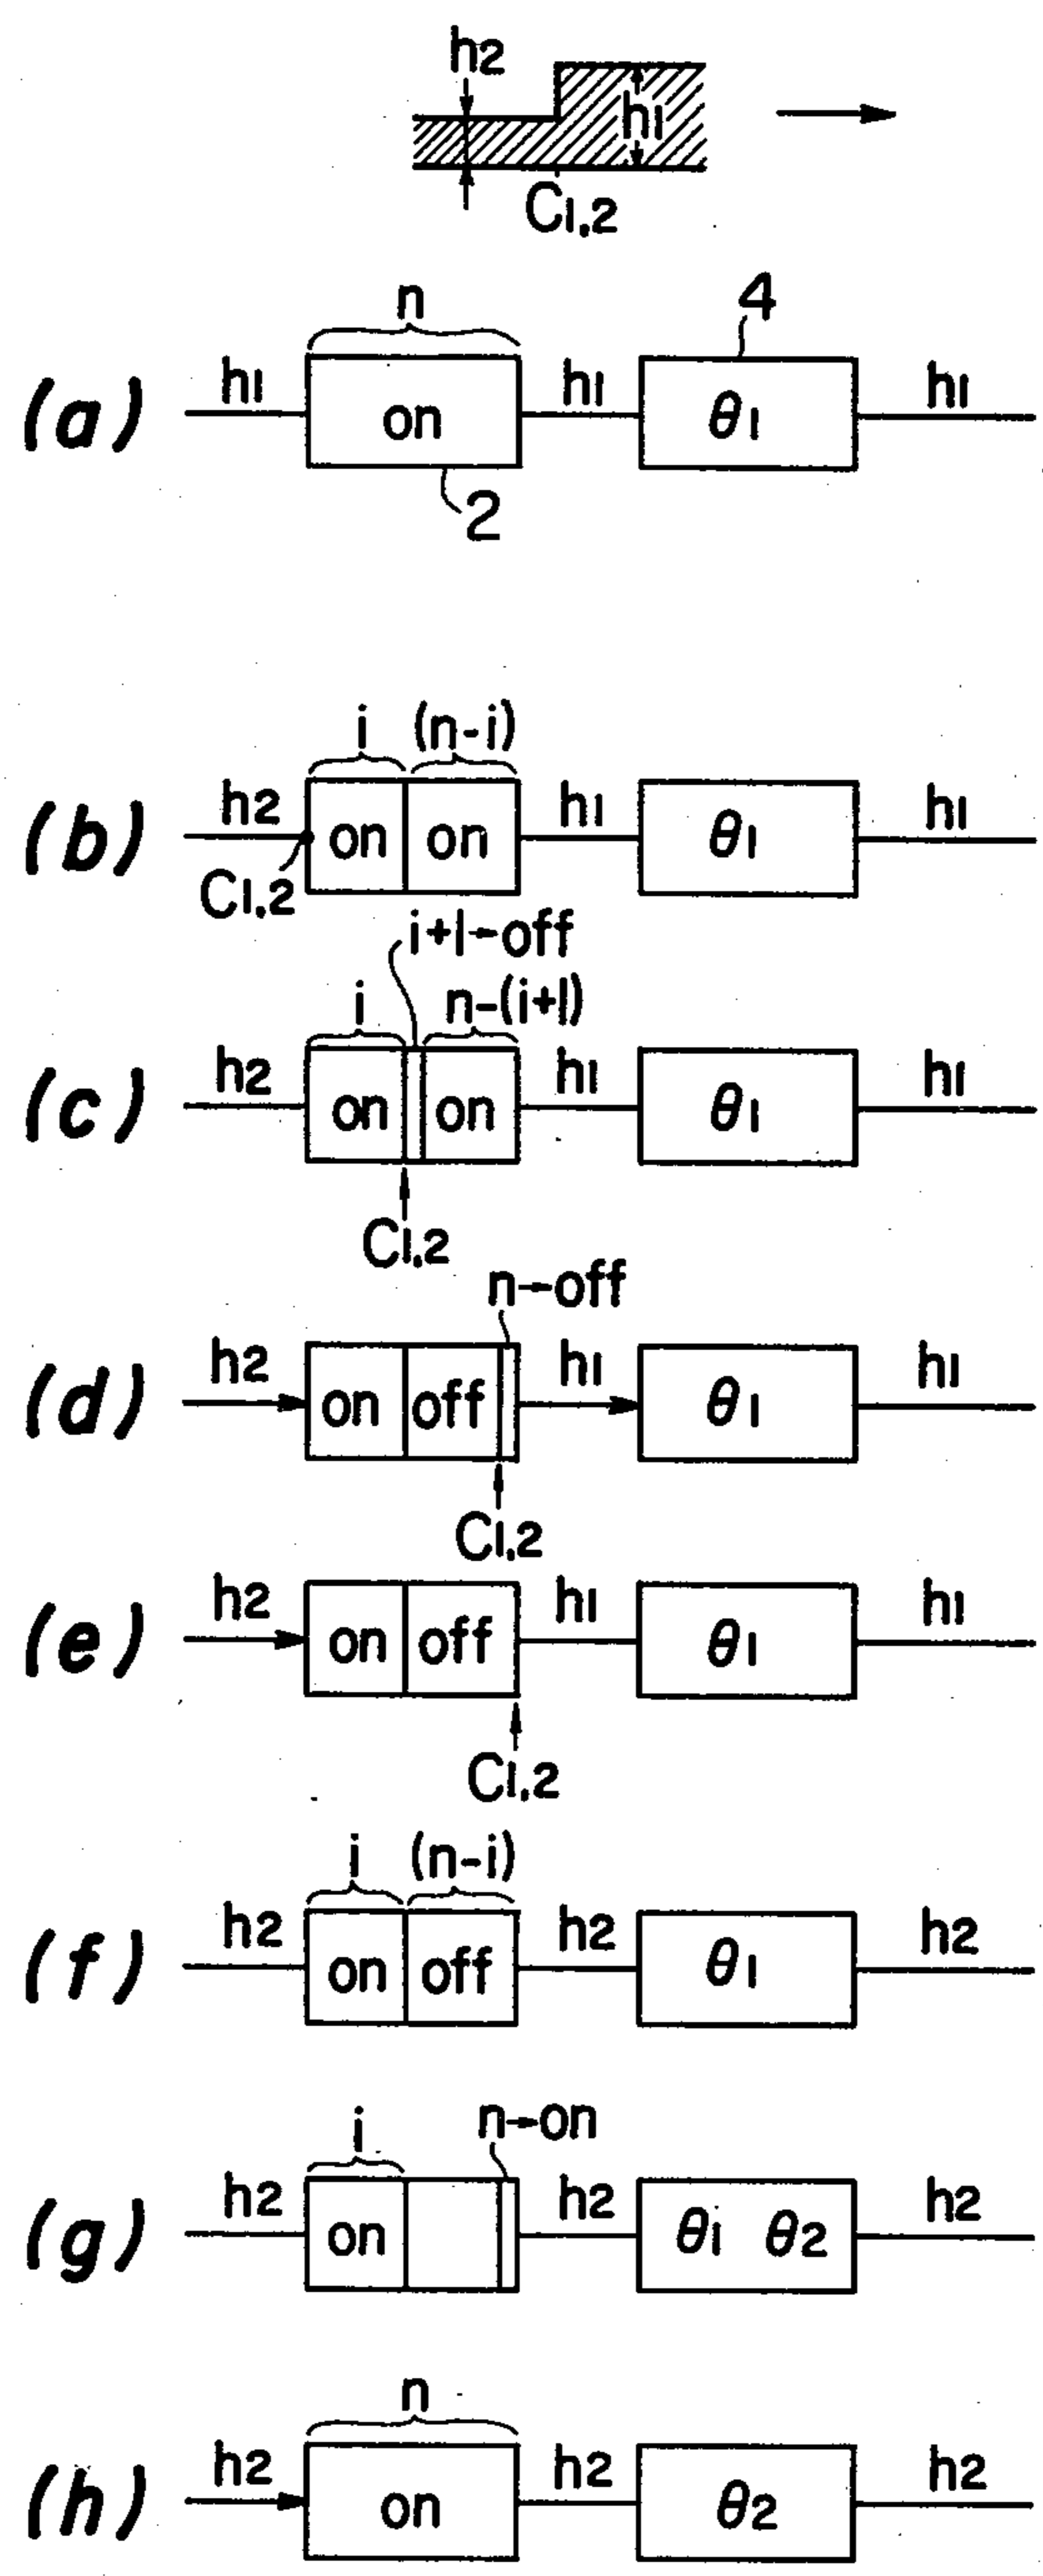 h2
h1
C1,2
n
4
(a) h1 on h1 θ1 h1
2
i (n-i)
(b) h2 on on h1 θ1 h1
C1,2
i+1→off
i n-(i+1)
(c) h2 on on h1 θ1 h1
C1,2
n→off
(d) h2 on off h1 θ1 h1
C1,2
(e) h2 on off h1 θ1 h1
C1,2
i (n-i)
(f) h2 on off h2 θ1 h2
i n→on
(g) h2 on h2 θi θ2 h2
n
(h) h2 on h2 θ2 h2